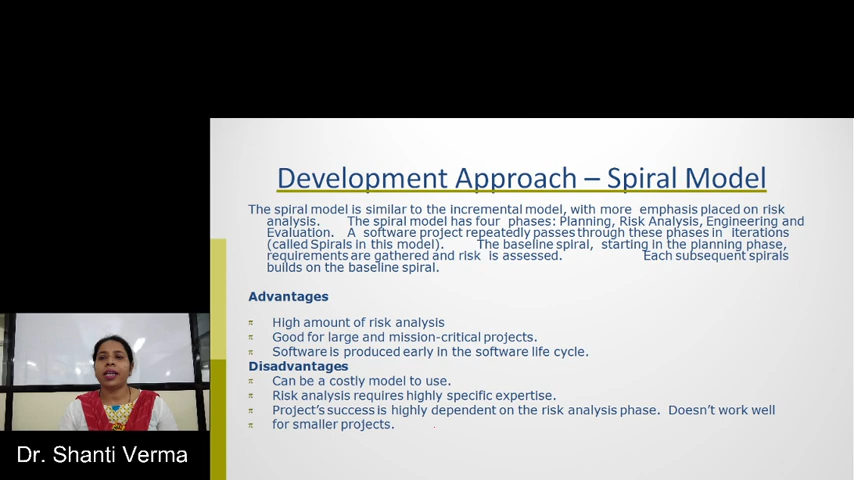 Development Approach – Spiral Model
The spiral model is similar to the incremental model, with more emphasis placed on risk
analysis. The spiral model has four phases: Planning, Risk Analysis, Engineering and
Evaluation. A software project repeatedly passes through these phases in iterations
(called Spirals in this model). The baseline spiral, starting in the planning phase,
requirements are gathered and risk is assessed. Each subsequent spirals
builds on the baseline spiral.
Advantages
π High amount of risk analysis
π Good for large and mission-critical projects.
π Software is produced early in the software life cycle.
Disadvantages
π Can be a costly model to use.
π Risk analysis requires highly specific expertise.
π Project's success is highly dependent on the risk analysis phase. Doesn't work well
π for smaller projects.
Dr. Shanti Verma